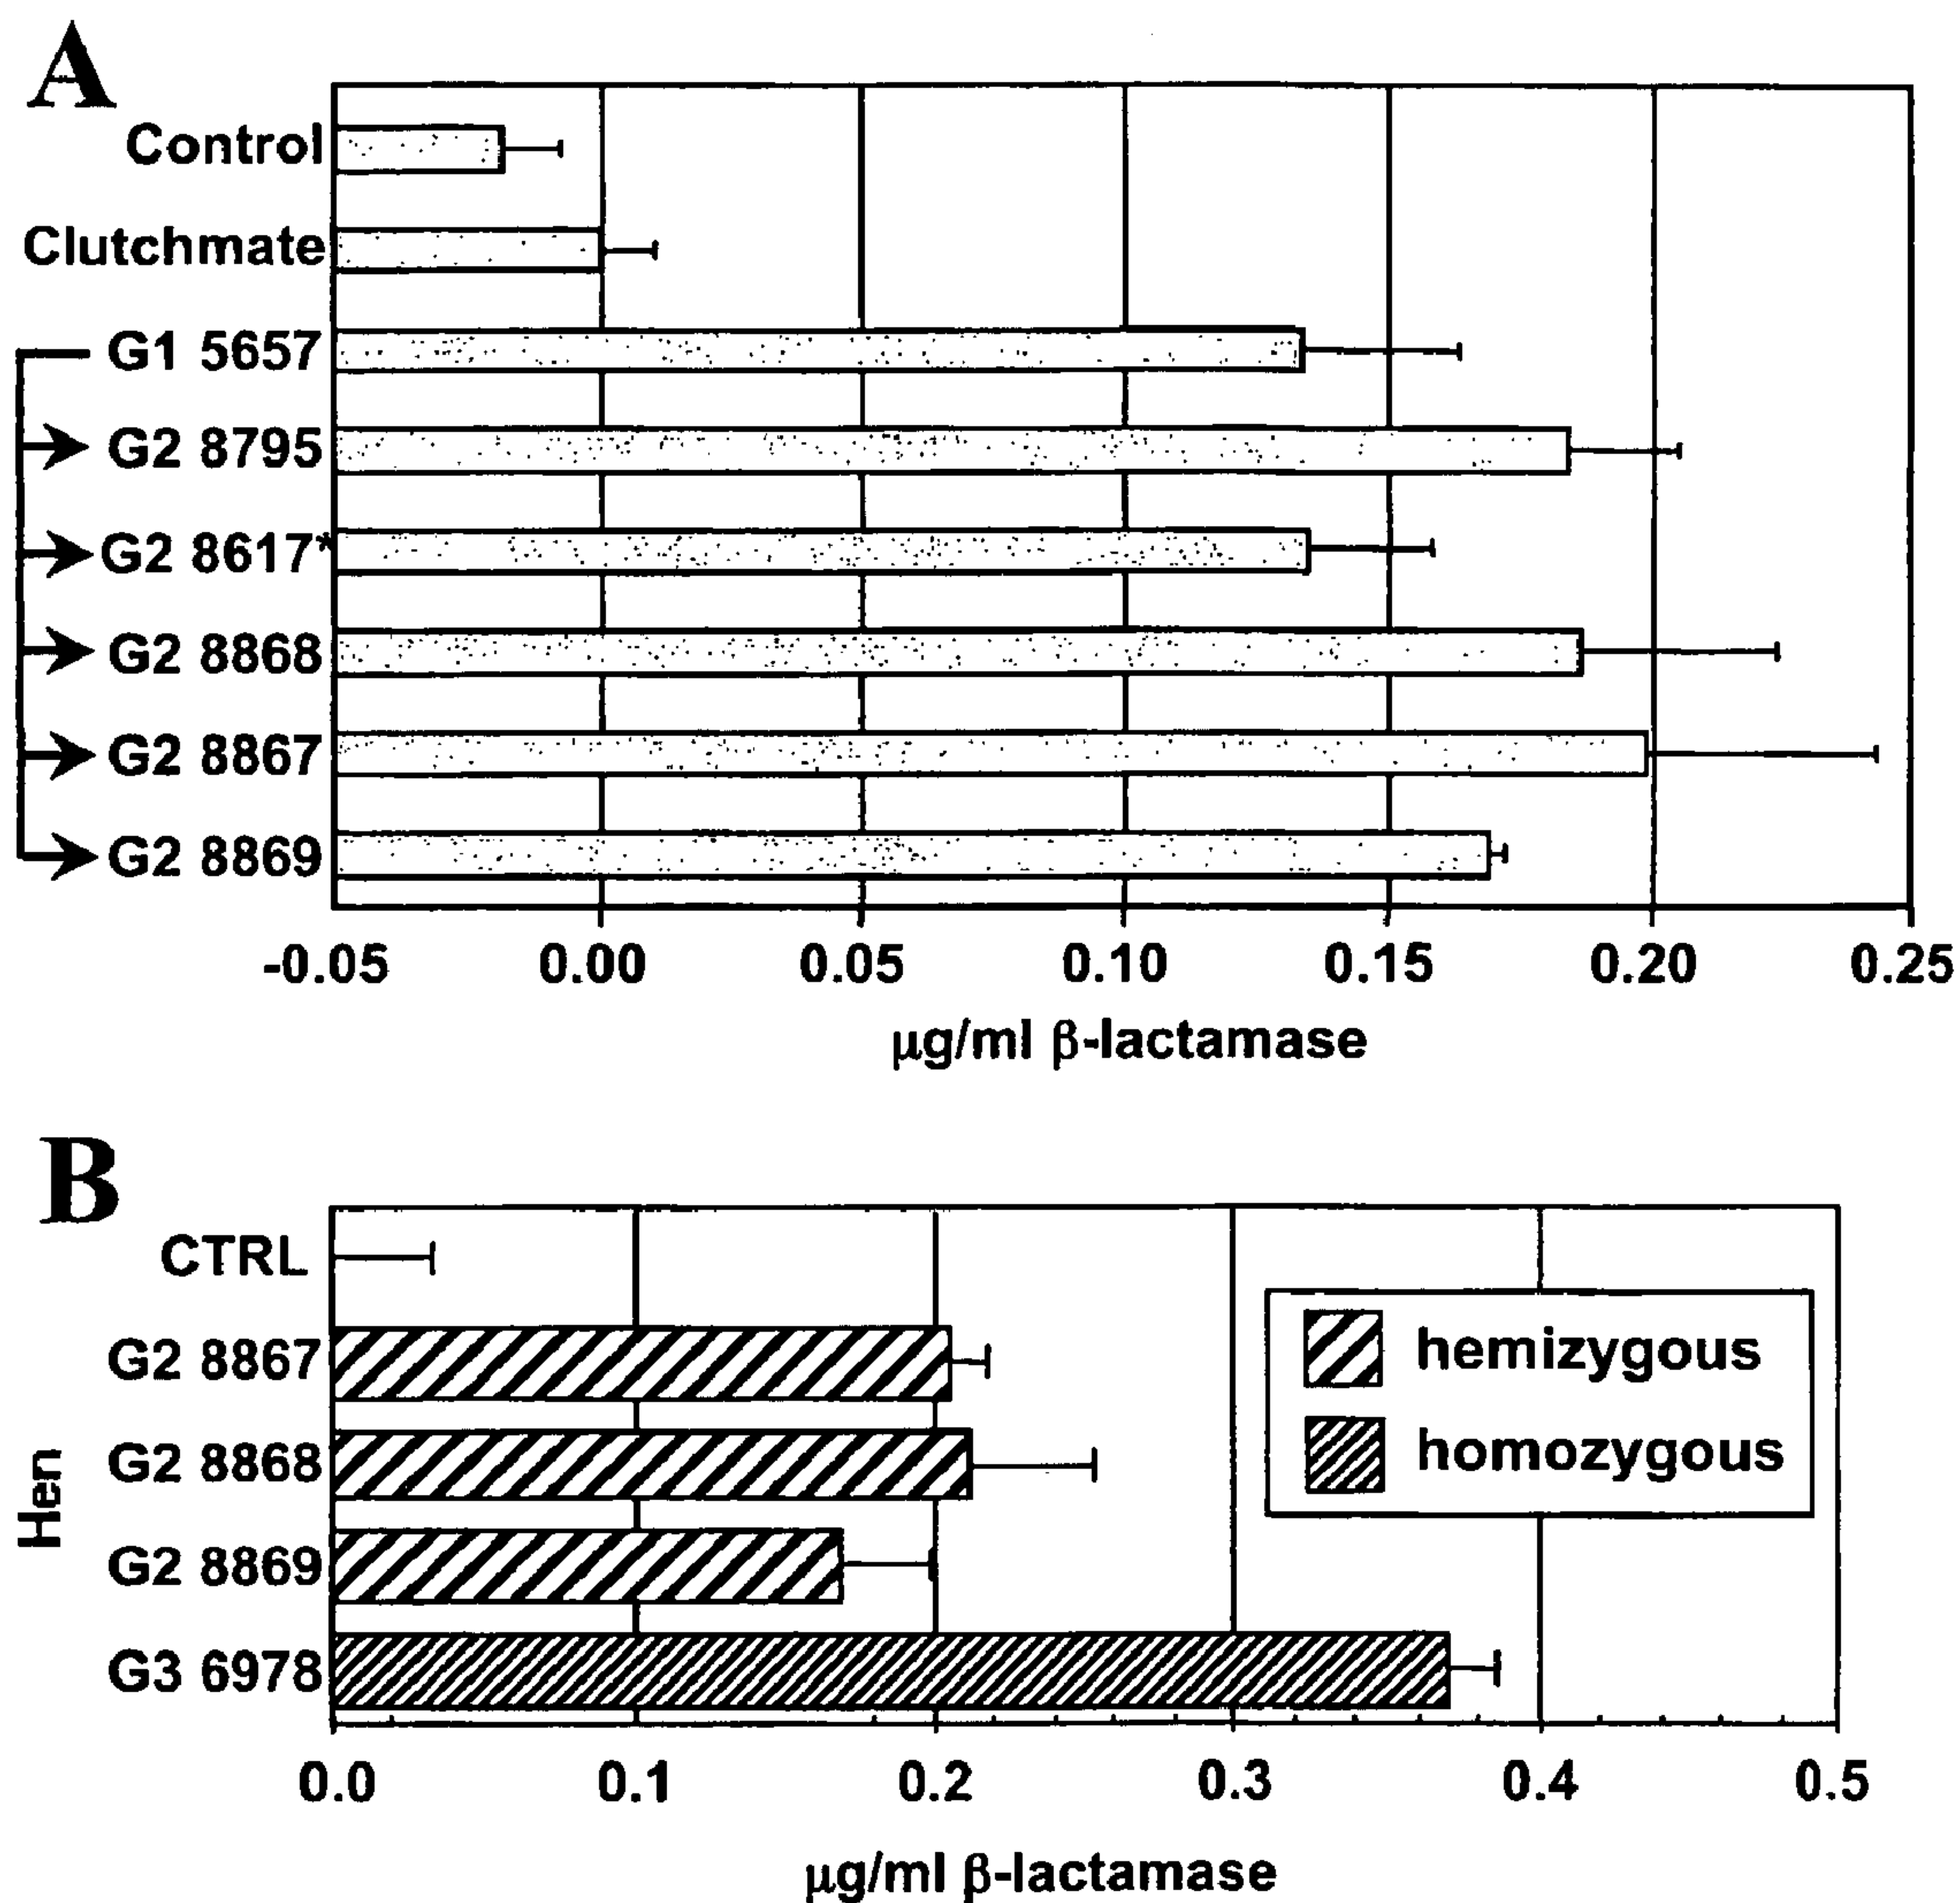 A
Control
Clutchmate
G1 5657
G2 8795
G2 8617*
G2 8868
G2 8867
G2 8869
-0.05 0.00 0.05 0.10 0.15 0.20 0.25
µg/ml β-lactamase
B
CTRL
G2 8867
G2 8868
G2 8869
G3 6978
Hen
hemizygous
homozygous
0.0 0.1 0.2 0.3 0.4 0.5
µg/ml β-lactamase